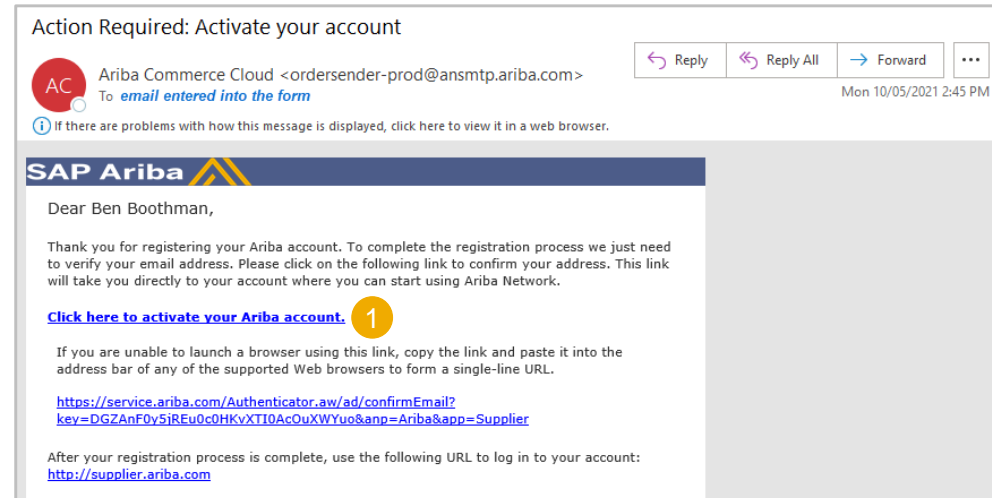 Action Required: Activate your account
Reply
Reply All
Forward
...
AC
Ariba Commerce Cloud <ordersender-prod@ansmtp.ariba.com>
To email entered into the form
Mon 10/05/2021 2:45 PM
If there are problems with how this message is displayed, click here to view it in a web browser.
SAP Ariba
Dear Ben Boothman,
Thank you for registering your Ariba account. To complete the registration process we just need
to verify your email address. Please click on the following link to confirm your address. This link
will take you directly to your account where you can start using Ariba Network.
Click here to activate your Ariba account. 1
If you are unable to launch a browser using this link, copy the link and paste it into the
address bar of any of the supported Web browsers to form a single-line URL.
https://service.ariba.com/Authenticator.aw/ad/confirmEmail?
key=DGZAnF0y5jREu0c0HKvXTI0AcOuXWYuo&anp=Ariba&app=Supplier
After your registration process is complete, use the following URL to log in to your account:
http://supplier.ariba.com